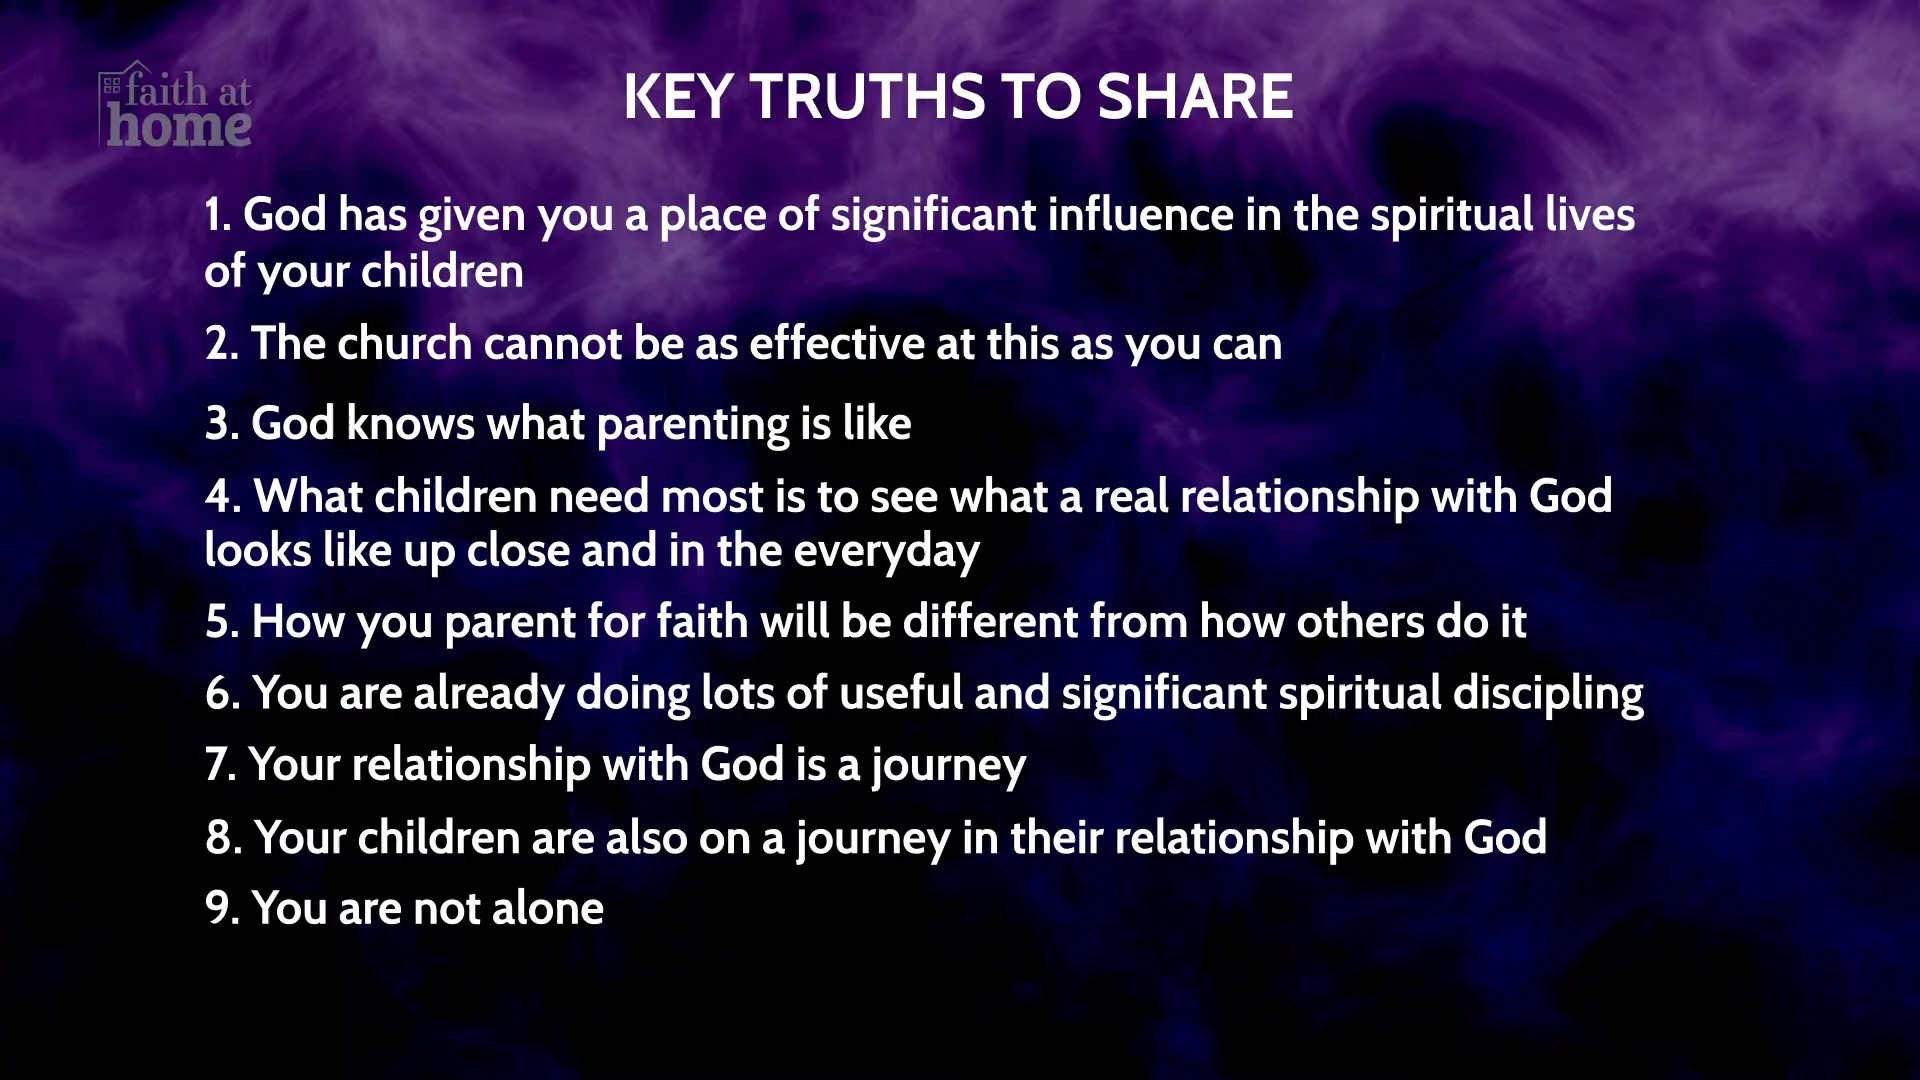 faith at
home
KEY TRUTHS TO SHARE
1. God has given you a place of significant influence in the spiritual lives
of your children
2. The church cannot be as effective at this as you can
3. God knows what parenting is like
4. What children need most is to see what a real relationship with God
looks like up close and in the everyday
5. How you parent for faith will be different from how others do it
6. You are already doing lots of useful and significant spiritual discipling
7. Your relationship with God is a journey
8. Your children are also on a journey in their relationship with God
9. You are not alone